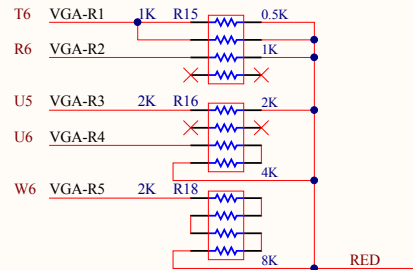 T6 VGA-R1 1K R15 0.5K
R6 VGA-R2 1K
U5 VGA-R3 2K R16 2K
U6 VGA-R4
4K
W6 VGA-R5 2K R18
8K RED